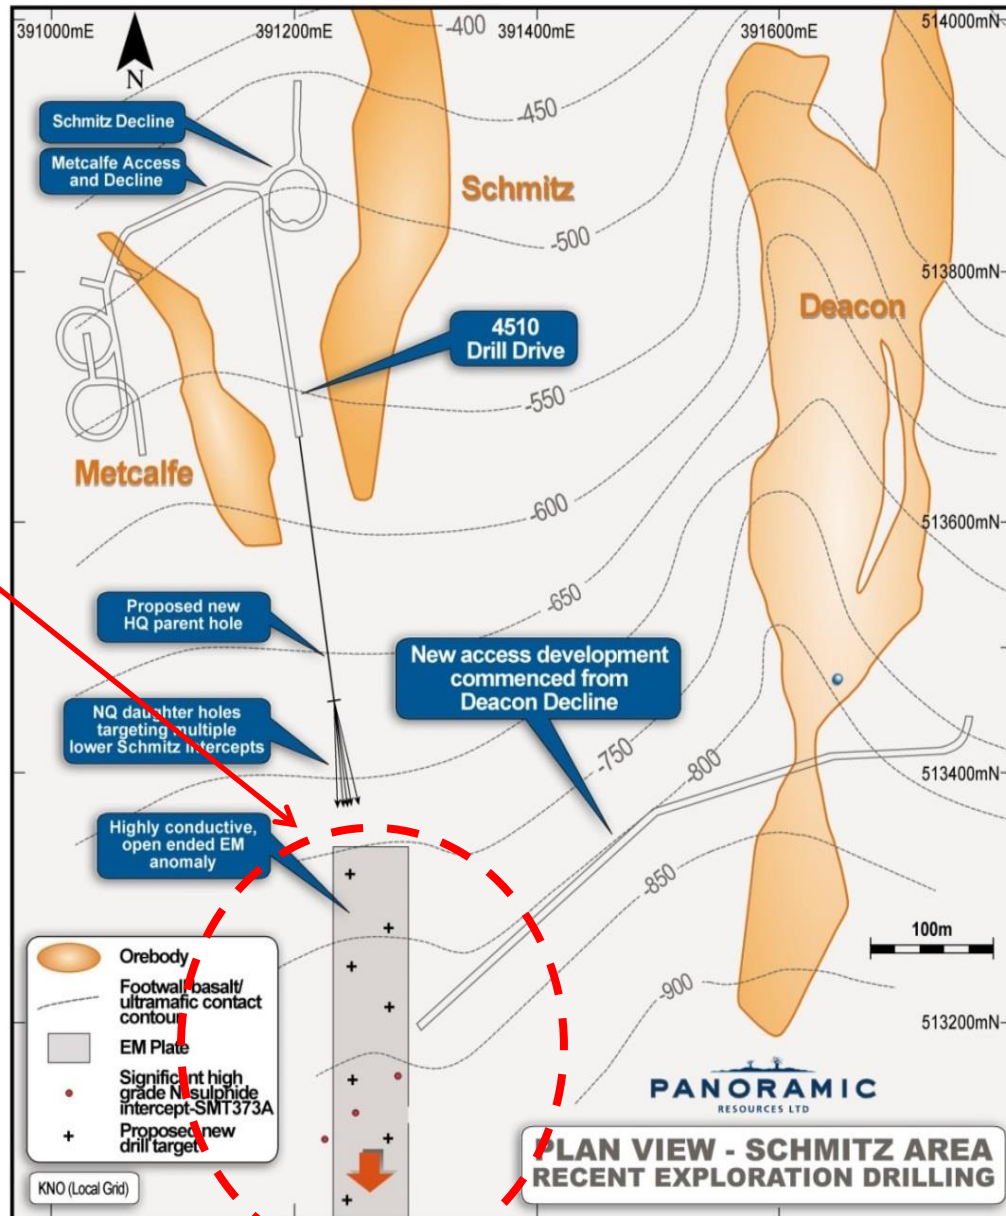 391000mE
391200mE
391400mE
391600mE
514000mN
-400
N
-450
Schmitz Decline
Metcalfe Access
and Decline
Schmitz
-500
513800mN
Deacon
4510
Drill Drive
-550
Metcalfe
-600
513600mN
-650
Proposed new
HQ parent hole
New access development
commenced from
Deacon Decline
NQ daughter holes
targeting multiple
lower Schmitz intercepts
-750
-800
513400mN
Highly conductive,
open ended EM
anomaly
-850
100m
-900
Orebody
Footwall basalt/
ultramafic contact
contour
EM Plate
513200mN
Significant high
grade Ni sulphide
intercept-SMT373A
Proposed new
drill target
PANORAMIC
RESOURCES LTD
PLAN VIEW - SCHMITZ AREA
RECENT EXPLORATION DRILLING
KNO (Local Grid)